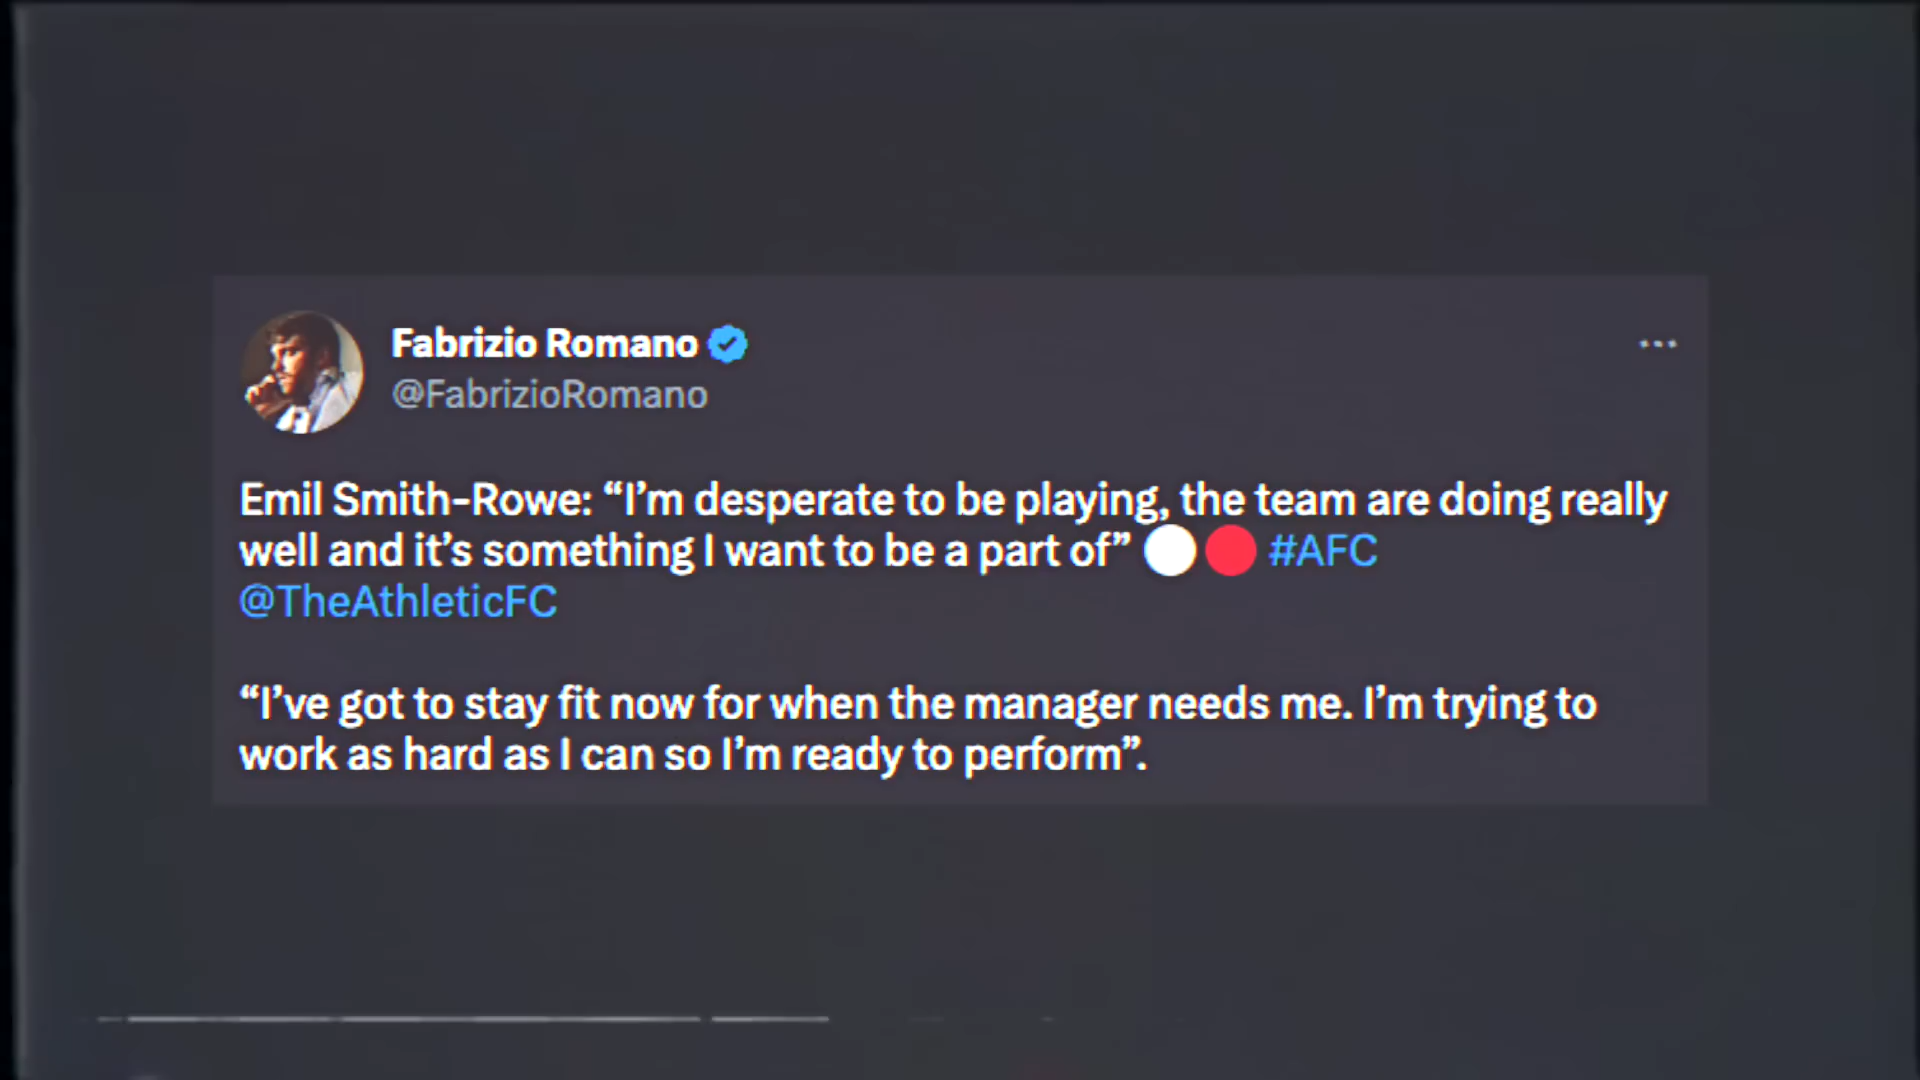 Fabrizio Romano
@FabrizioRomano
Emil Smith-Rowe: “I’m desperate to be playing, the team are doing really
well and it’s something I want to be a part of” ⚪🔴 #AFC
@TheAthleticFC
“I’ve got to stay fit now for when the manager needs me. I’m trying to
work as hard as I can so I’m ready to perform”.